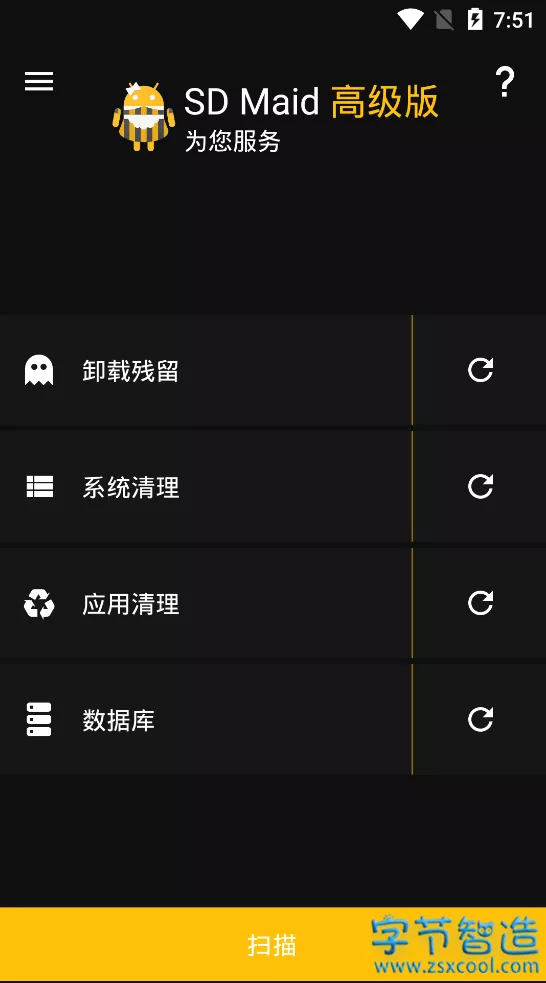 7:51
SD Maid 高级版
?
为您服务
卸载残留
系统清理
应用清理
数据库
扫描
字节智造
www.zsxcool.com